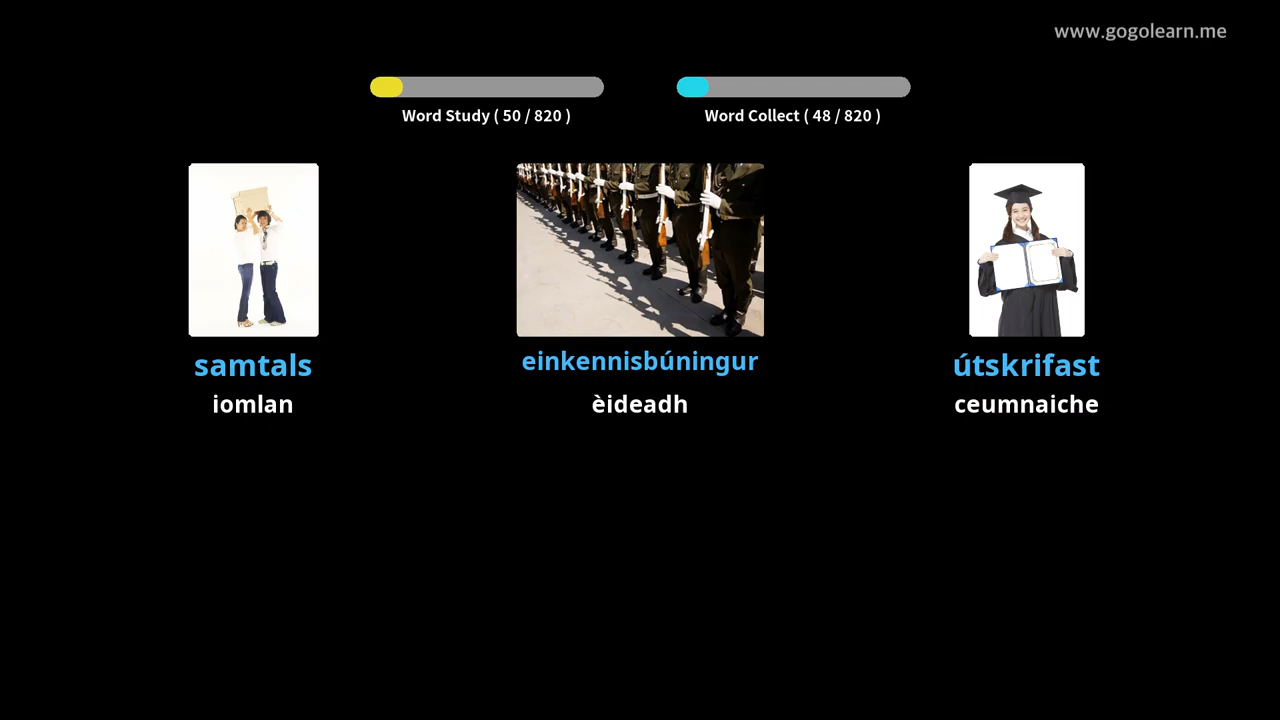 www.gogolearn.me
Word Study ( 50 / 820 )
Word Collect ( 48 / 820 )
samtals
iomlan
einkennisbúningur
èideadh
útskrifast
ceumnaiche